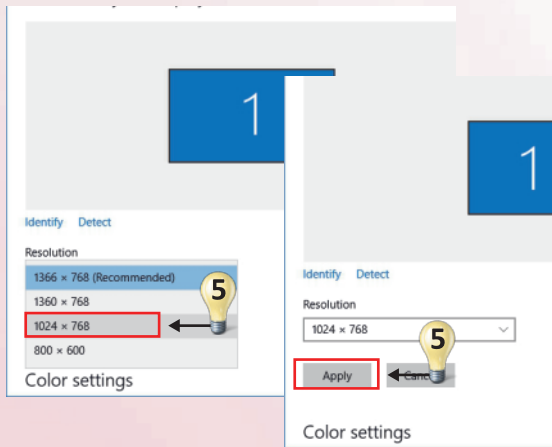 1
Identify Detect
Resolution
1366 × 768 (Recommended)
1360 × 768
1024 × 768
800 × 600
5
Color settings
1
Identify Detect
Resolution
1024 × 768
5
Apply
Color settings